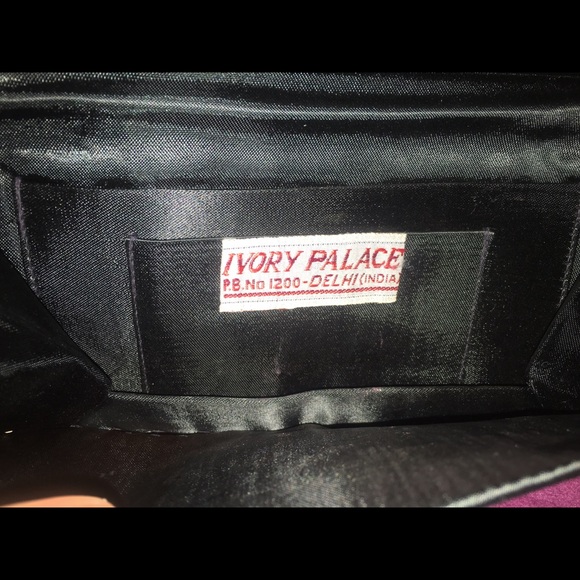 IVORY PALACE
P.B. No 1200-DELHI (INDIA)